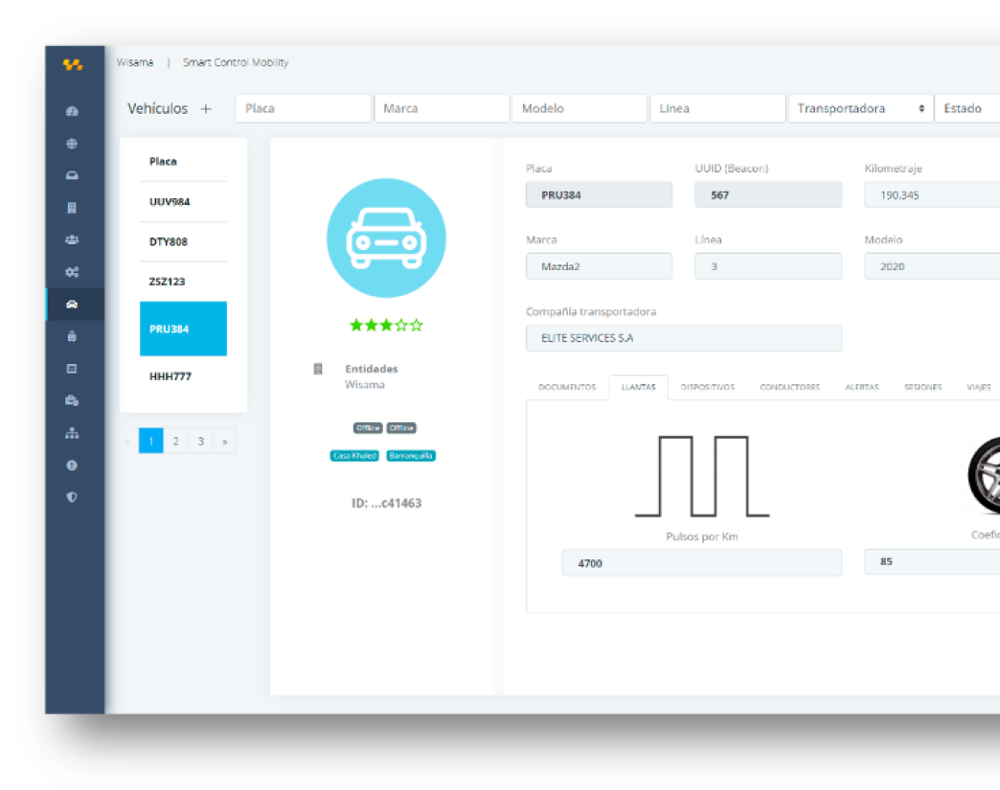 Wisama | Smart Control Mobility
Vehículos + Placa Marca Modelo Línea Transportadora Estado
Placa
UUV984
DTY808
ZSZ123
PRU384
HHH777
« 1 2 3 »
Entidades
Wisama
Offline Offline
Casa Khaled Barranquilla
ID: ...c41463
Placa UUID (Beacon) Kilometraje
PRU384 567 190.345
Marca Línea Modelo
Mazda2 3 2020
Compañía transportadora
ELITE SERVICES S.A
DOCUMENTOS LLANTAS DISPOSITIVOS CONDUCTORES ALERTAS SESIONES VIAJES
Pulsos por Km Coefic
4700 85